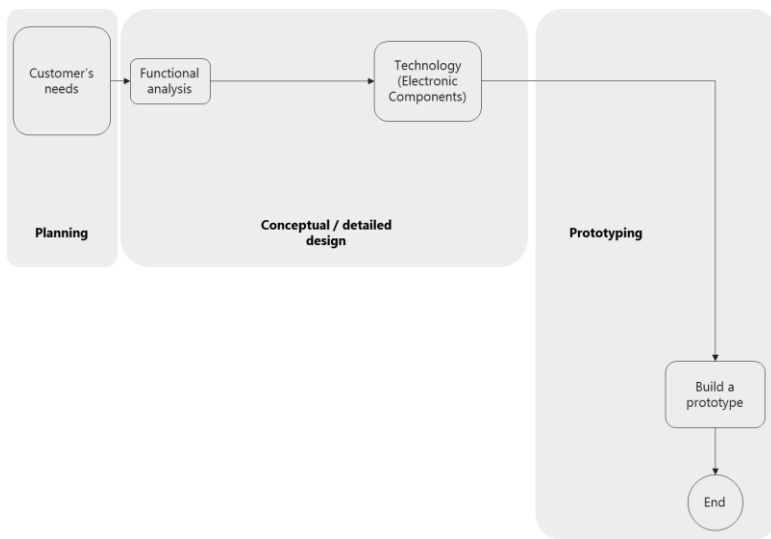 Customer's
needs
Functional
analysis
Technology
(Electronic
Components)
Planning
Conceptual / detailed
design
Prototyping
Build a
prototype
End